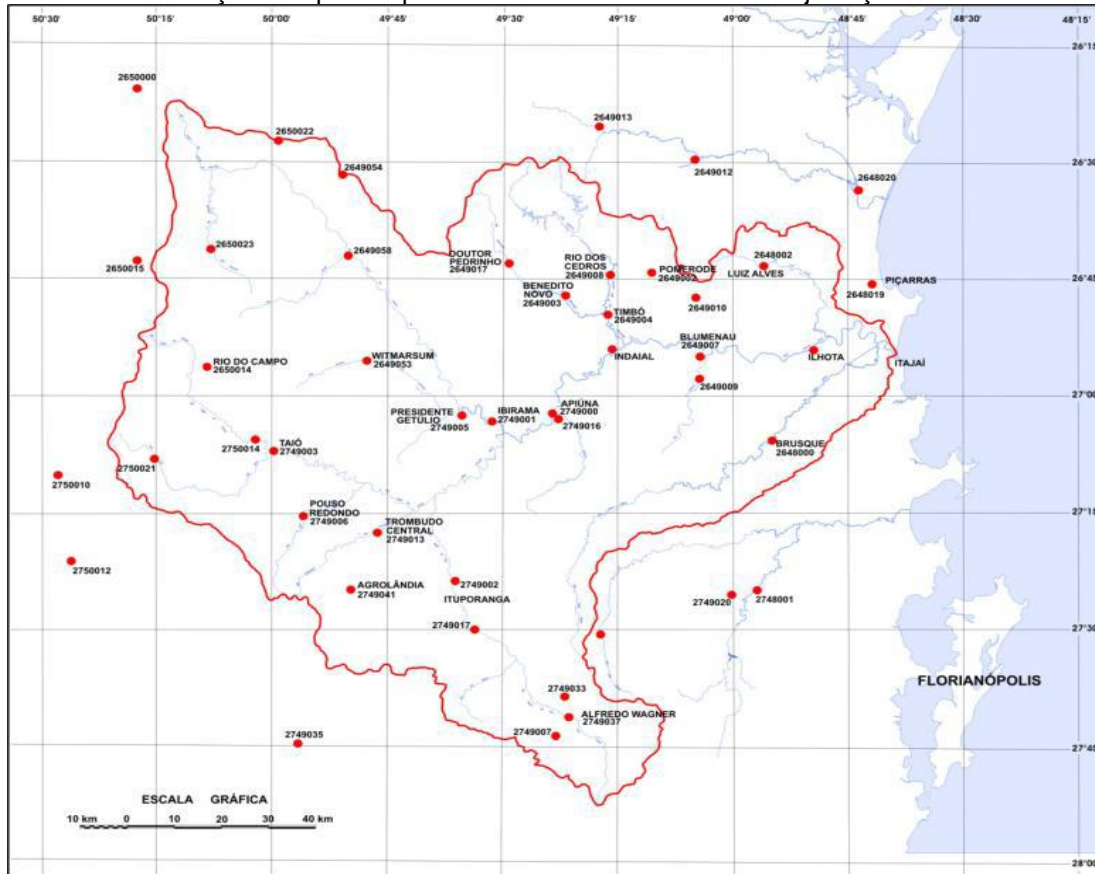 50°30'
50°15'
50°00'
49°45'
49°30'
49°15'
49°00'
48°45'
48°30'
48°15'
26°15'
2650000
2650022
2649013
2649054
2649012
26°30'
2648020
2650023
2649058
2650015
DOUTOR
PEDRINHO
2649017
RIO DOS
CEDROS
2649008
POMERODE
2649002
2648002
LUIZ ALVES
26°45'
PIÇARRAS
2648019
BENEDITO
NOVO
2649003
2649010
TIMBÓ
2649004
BLUMENAU
2649007
INDAIAL
ILHOTA
ITAJAÍ
RIO DO CAMPO
2650014
WITMARSUM
2649053
2649009
27°00'
PRESIDENTE
GETÚLIO
2749005
IBIRAMA
2749001
APIÚNA
2749000
2749016
2750014
TAIÓ
2749003
BRUSQUE
2648000
2750021
2750010
27°15'
POUSO
REDONDO
2749006
TROMBUDO
CENTRAL
2749013
2750012
AGROLÂNDIA
2749041
2749002
ITUPORANGA
2749020
2748001
2749017
27°30'
FLORIANÓPOLIS
2749033
ALFREDO WAGNER
2749037
2749007
2749035
27°45'
ESCALA GRÁFICA
10 km 0 10 20 30 40 km
28°00'